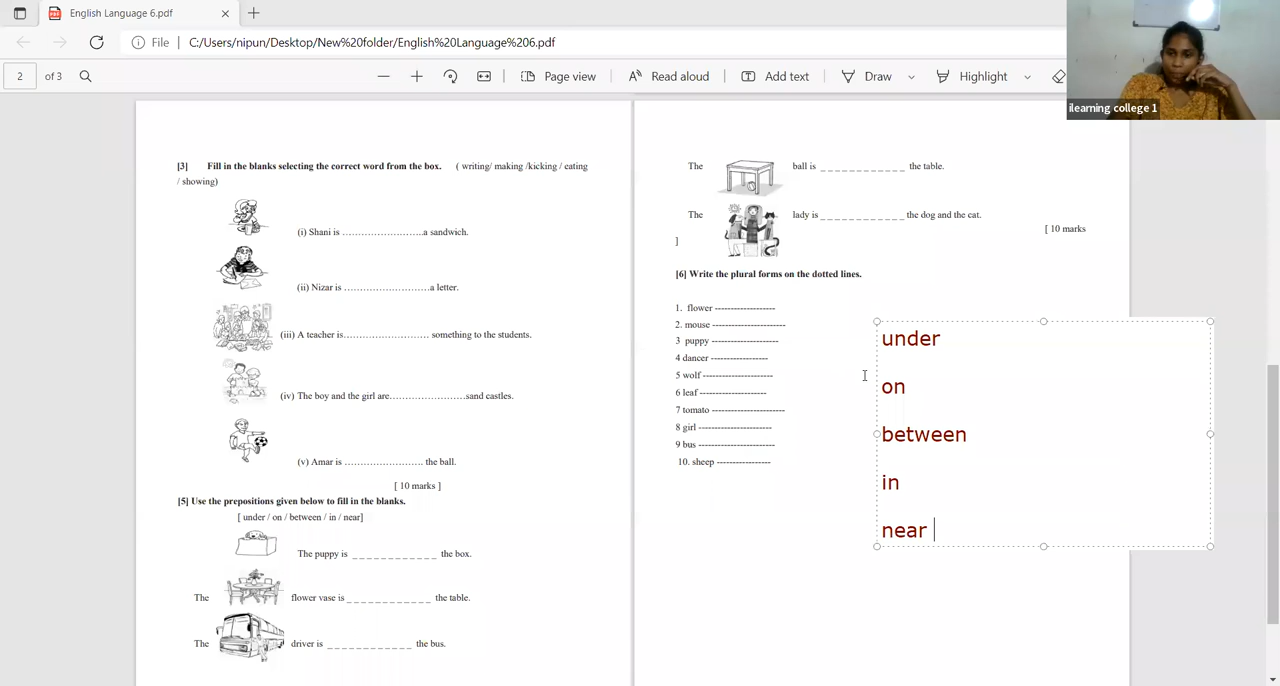 English Language 6.pdf
File
C:/Users/nipun/Desktop/New%20folder/English%20Language%206.pdf
2 of 3
Page view
Read aloud
Add text
Draw
Highlight
ilearning college 1
[3] Fill in the blanks selecting the correct word from the box. ( writing/ making /kicking / eating
/ showing)
(i) Shani is ……………………..a sandwich.
(ii) Nizar is ………………………a letter.
(iii) A teacher is……………………… something to the students.
(iv) The boy and the girl are……………………sand castles.
(v) Amar is ……………………. the ball.
[ 10 marks ]
[5] Use the prepositions given below to fill in the blanks.
[ under / on / between / in / near]
The puppy is _ _ _ _ _ _ _ _ _ _ _ _ the box.
The flower vase is _ _ _ _ _ _ _ _ _ _ _ _ the table.
The driver is _ _ _ _ _ _ _ _ _ _ _ _ the bus.
The ball is _ _ _ _ _ _ _ _ _ _ _ _ the table.
The lady is _ _ _ _ _ _ _ _ _ _ _ _ the dog and the cat.
[ 10 marks
]
[6] Write the plural forms on the dotted lines.
1. flower --------------------
2. mouse ------------------------
3 puppy ----------------------
4 dancer -------------------
5 wolf -----------------------
6 leaf ----------------------
7 tomato ------------------------
8 girl ------------------------
9 bus -------------------------
10. sheep -----------------
under
on
between
in
near